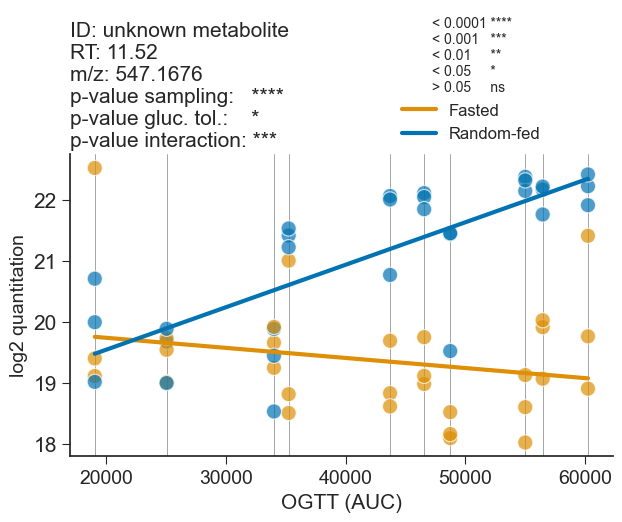 ID: unknown metabolite
RT: 11.52
m/z: 547.1676
p-value sampling: ****
p-value gluc. tol.: *
p-value interaction: ***
< 0.0001 ****
< 0.001 ***
< 0.01 **
< 0.05 *
> 0.05 ns
Fasted
Random-fed
log2 quantitation
22
21
20
19
18
20000 30000 40000 50000 60000
OGTT (AUC)